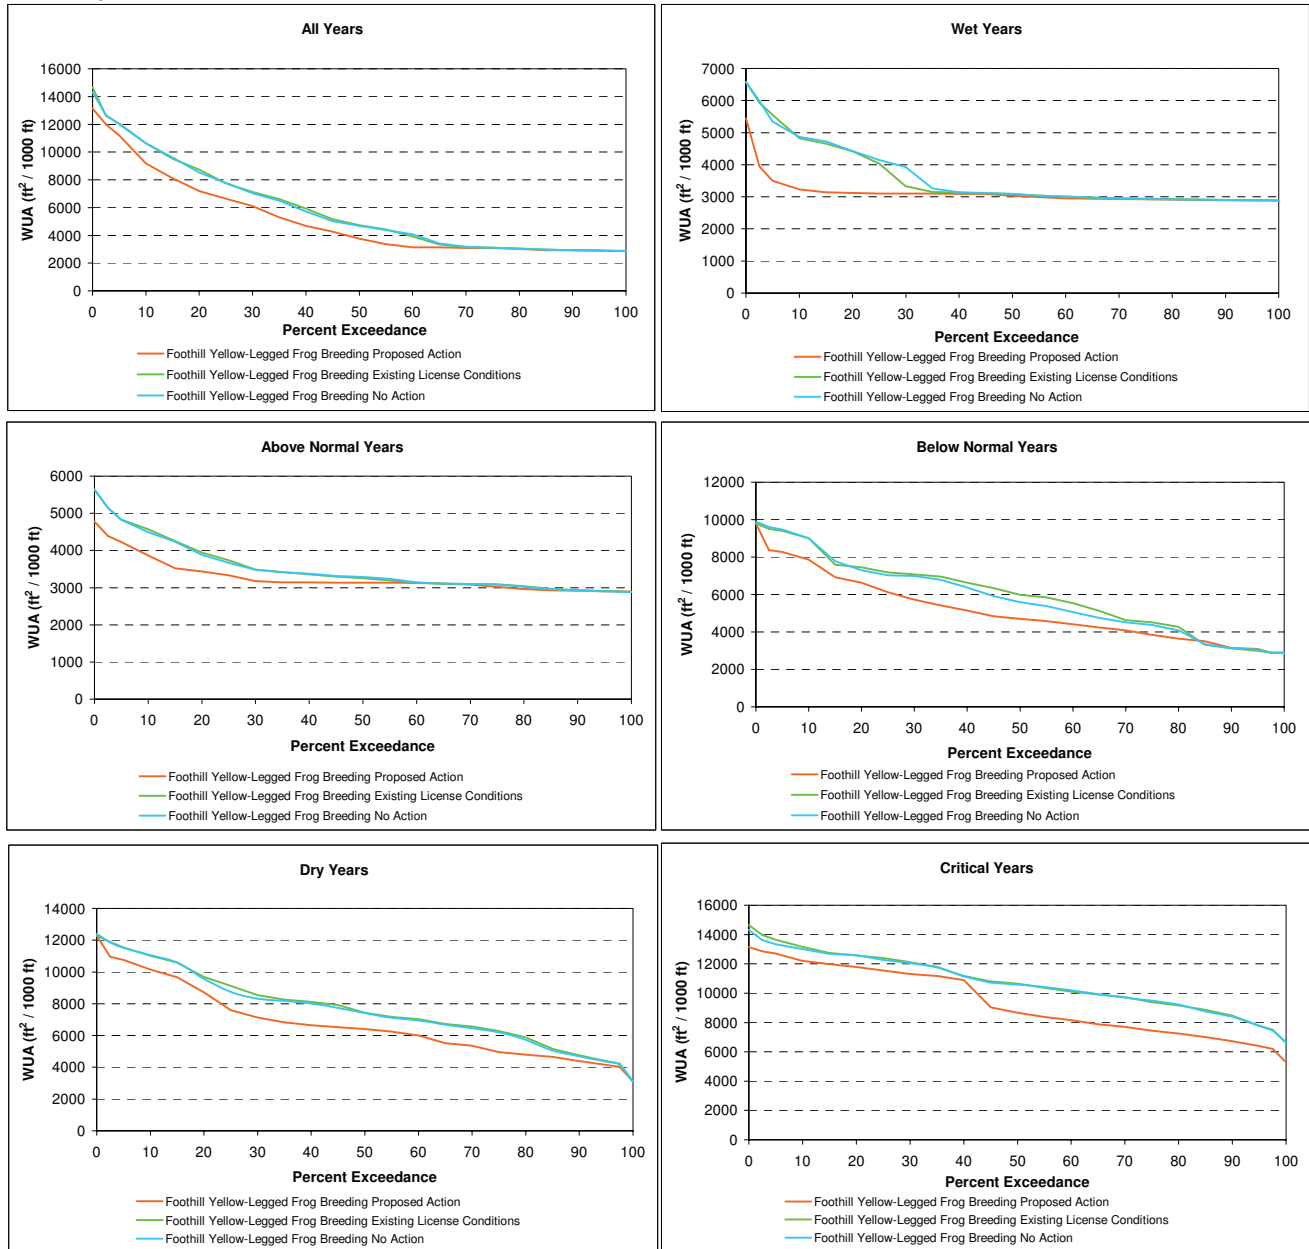 All Years
WUA (ft² / 1000 ft)
16000
14000
12000
10000
8000
6000
4000
2000
0
0 10 20 30 40 50 60 70 80 90 100
Percent Exceedance
Foothill Yellow-Legged Frog Breeding Proposed Action
Foothill Yellow-Legged Frog Breeding Existing License Conditions
Foothill Yellow-Legged Frog Breeding No Action
Wet Years
WUA (ft² / 1000 ft)
7000
6000
5000
4000
3000
2000
1000
0
0 10 20 30 40 50 60 70 80 90 100
Percent Exceedance
Foothill Yellow-Legged Frog Breeding Proposed Action
Foothill Yellow-Legged Frog Breeding Existing License Conditions
Foothill Yellow-Legged Frog Breeding No Action
Above Normal Years
WUA (ft² / 1000 ft)
6000
5000
4000
3000
2000
1000
0
0 10 20 30 40 50 60 70 80 90 100
Percent Exceedance
Foothill Yellow-Legged Frog Breeding Proposed Action
Foothill Yellow-Legged Frog Breeding Existing License Conditions
Foothill Yellow-Legged Frog Breeding No Action
Below Normal Years
WUA (ft² / 1000 ft)
12000
10000
8000
6000
4000
2000
0
0 10 20 30 40 50 60 70 80 90 100
Percent Exceedance
Foothill Yellow-Legged Frog Breeding Proposed Action
Foothill Yellow-Legged Frog Breeding Existing License Conditions
Foothill Yellow-Legged Frog Breeding No Action
Dry Years
WUA (ft² / 1000 ft)
14000
12000
10000
8000
6000
4000
2000
0
0 10 20 30 40 50 60 70 80 90 100
Percent Exceedance
Foothill Yellow-Legged Frog Breeding Proposed Action
Foothill Yellow-Legged Frog Breeding Existing License Conditions
Foothill Yellow-Legged Frog Breeding No Action
Critical Years
WUA (ft² / 1000 ft)
16000
14000
12000
10000
8000
6000
4000
2000
0
0 10 20 30 40 50 60 70 80 90 100
Percent Exceedance
Foothill Yellow-Legged Frog Breeding Proposed Action
Foothill Yellow-Legged Frog Breeding Existing License Conditions
Foothill Yellow-Legged Frog Breeding No Action